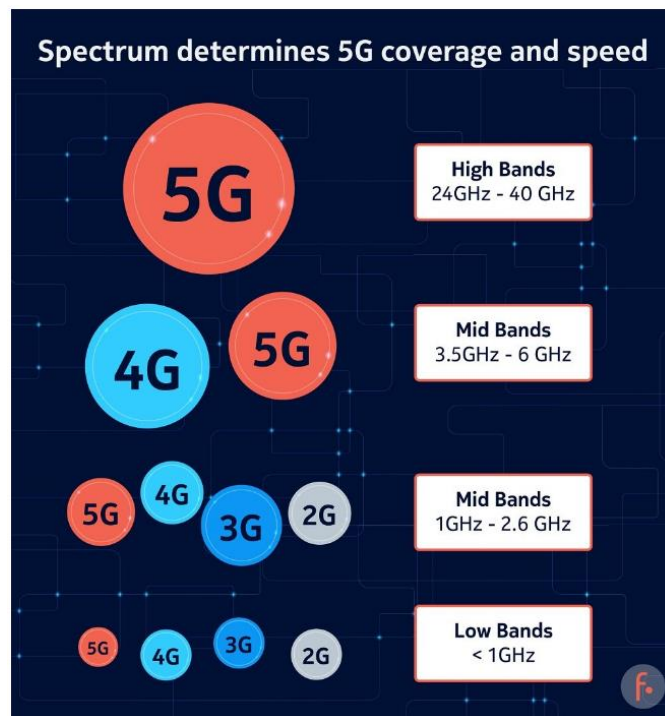 Spectrum determines 5G coverage and speed
5G
High Bands
24GHz - 40 GHz
4G
5G
Mid Bands
3.5GHz - 6 GHz
5G
4G
3G
2G
Mid Bands
1GHz - 2.6 GHz
5G
4G
3G
2G
Low Bands
< 1GHz
f.